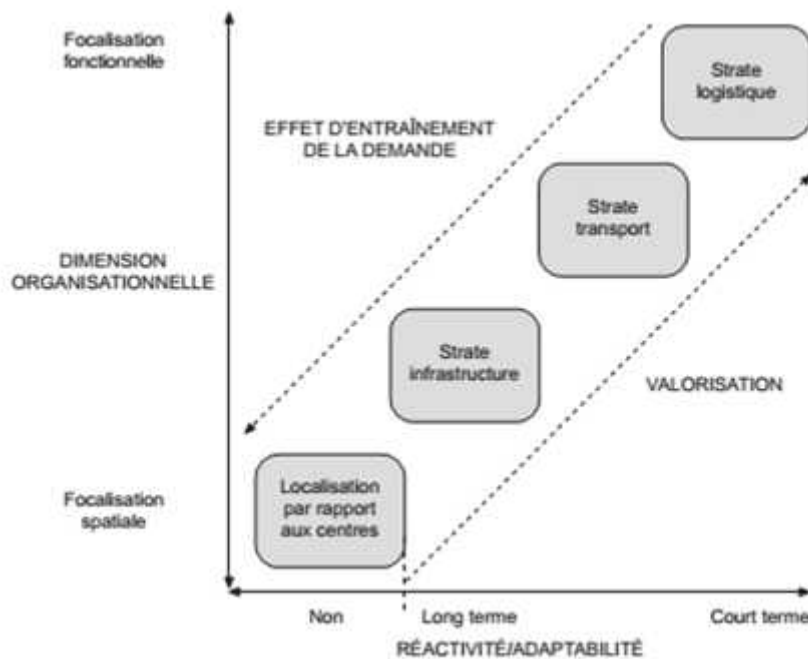 Focalisation
fonctionnelle
Strate
logistique
EFFET D'ENTRAÎNEMENT
DE LA DEMANDE
Strate
transport
DIMENSION
ORGANISATIONNELLE
Strate
infrastructure
VALORISATION
Localisation
par rapport
aux centres
Focalisation
spatiale
Non
Long terme
Court terme
RÉACTIVITÉ/ADAPTABILITÉ